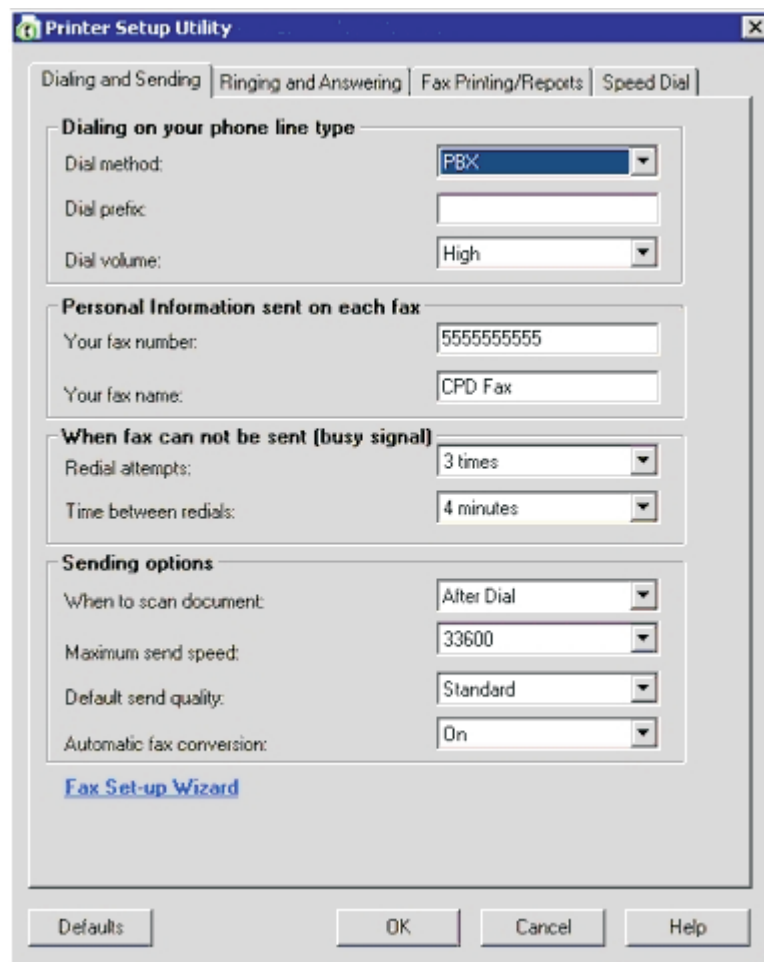 Printer Setup Utility
Dialing and Sending Ringing and Answering Fax Printing/Reports Speed Dial
Dialing on your phone line type
Dial method: PBX
Dial prefix:
Dial volume: High
Personal Information sent on each fax
Your fax number: 5555555555
Your fax name: CPD Fax
When fax can not be sent (busy signal)
Redial attempts: 3 times
Time between redials: 4 minutes
Sending options
When to scan document: After Dial
Maximum send speed: 33600
Default send quality: Standard
Automatic fax conversion: On
Fax Set-up Wizard
Defaults OK Cancel Help